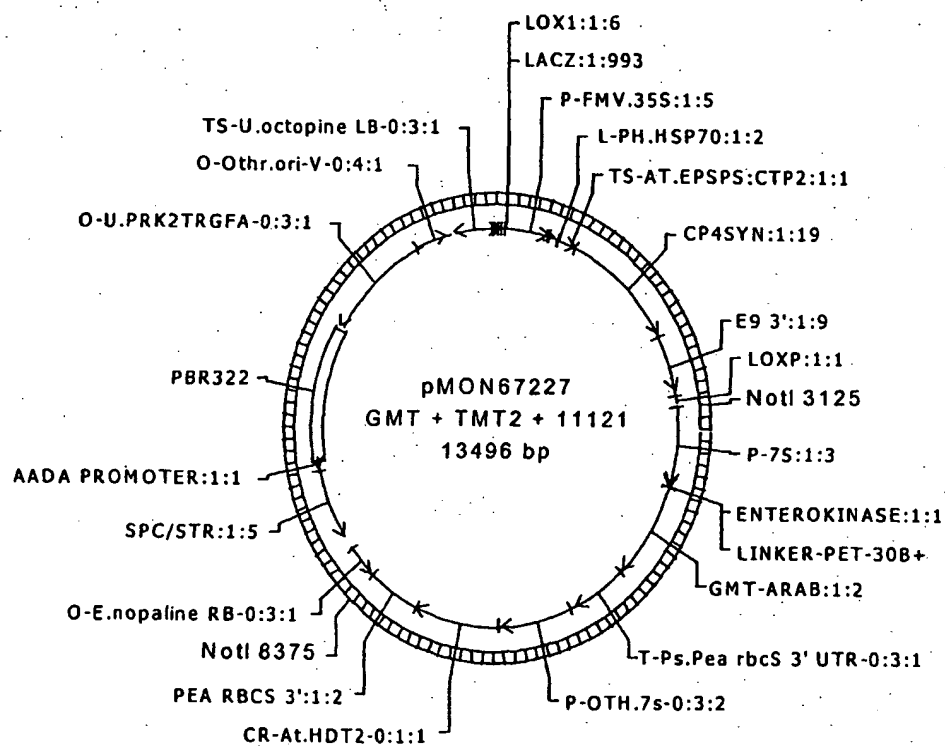 LOX1:1:6
LACZ:1:993
P-FMV.35S:1:5
TS-U.octopine LB-0:3:1
L-PH.HSP70:1:2
O-Othr.ori-V-0:4:1
TS-AT.EPSPS:CTP2:1:1
O-U.PRK2TRGFA-0:3:1
CP4SYN:1:19
E9 3':1:9
LOXP:1:1
PBR322
pMON67227
NotI 3125
GMT + TMT2 + 11121
13496 bp
P-7S:1:3
AADA PROMOTER:1:1
ENTEROKINASE:1:1
SPC/STR:1:5
LINKER-PET-30B+
GMT-ARAB:1:2
O-E.nopaline RB-0:3:1
NotI 8375
T-Ps.Pea rbcS 3' UTR-0:3:1
PEA RBCS 3':1:2
P-OTH.7s-0:3:2
CR-At.HDT2-0:1:1